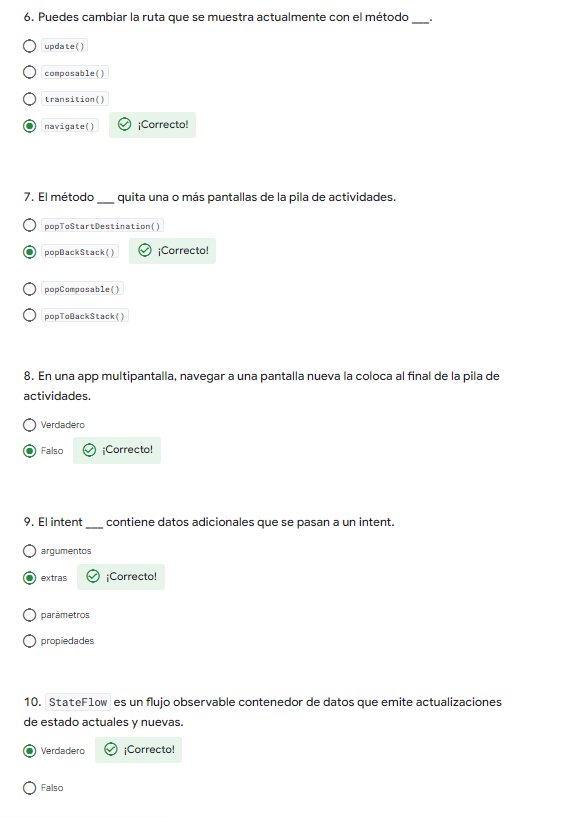 6. Puedes cambiar la ruta que se muestra actualmente con el método ___.
update()
composable()
transition()
navigate() ¡Correcto!
7. El método ___ quita una o más pantallas de la pila de actividades.
popToStartDestination()
popBackStack() ¡Correcto!
popComposable()
popToBackStack()
8. En una app multipantalla, navegar a una pantalla nueva la coloca al final de la pila de
actividades.
Verdadero
Falso ¡Correcto!
9. El intent ___ contiene datos adicionales que se pasan a un intent.
argumentos
extras ¡Correcto!
parámetros
propiedades
10. StateFlow es un flujo observable contenedor de datos que emite actualizaciones
de estado actuales y nuevas.
Verdadero ¡Correcto!
Falso